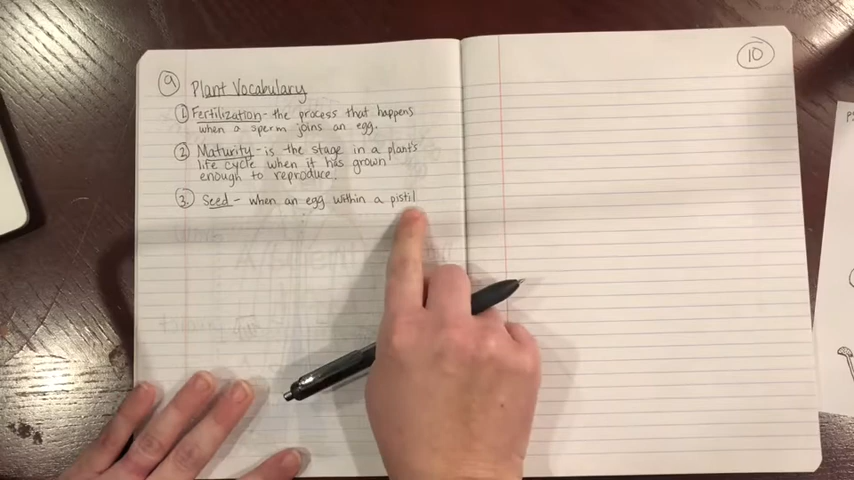 9 Plant Vocabulary
① Fertilization - the process that happens
when a sperm joins an egg.
② Maturity - is the stage in a plant's
life cycle when it has grown
enough to reproduce.
③ Seed - when an egg within a pistil
10